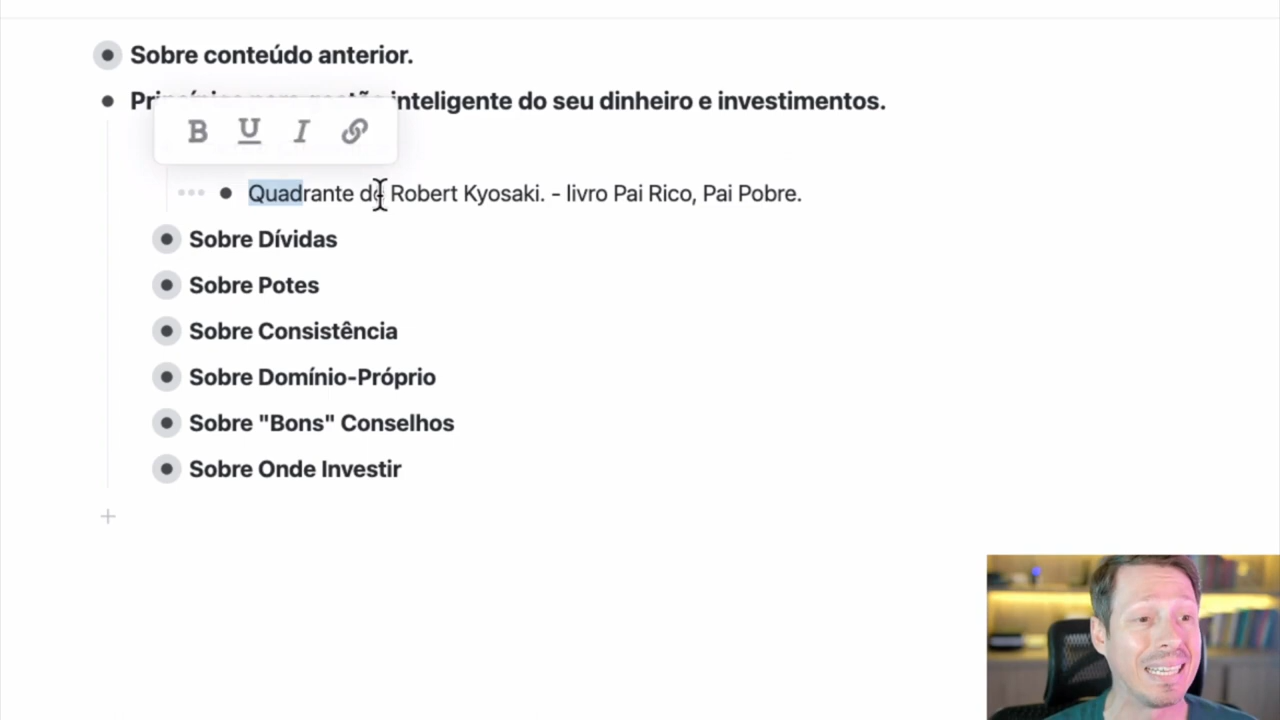 Sobre conteúdo anterior.
inteligente do seu dinheiro e investimentos.
B U I
Quadrante de Robert Kyosaki. - livro Pai Rico, Pai Pobre.
Sobre Dívidas
Sobre Potes
Sobre Consistência
Sobre Domínio-Próprio
Sobre "Bons" Conselhos
Sobre Onde Investir